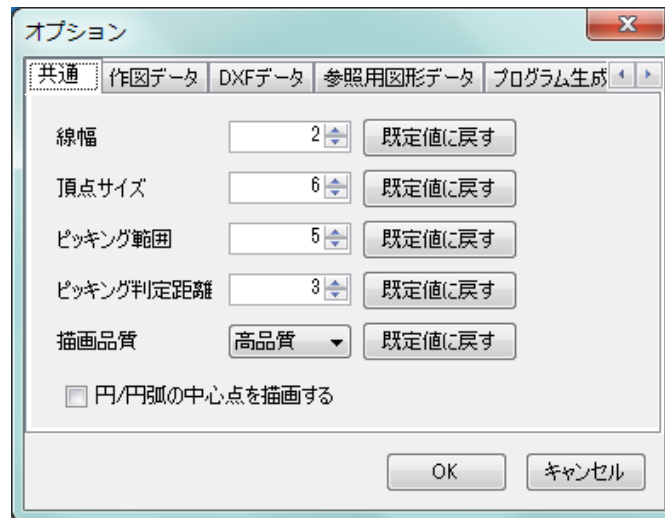 オプション
共通 作図データ DXFデータ 参照用図形データ プログラム生成
線幅 2 既定値に戻す
頂点サイズ 6 既定値に戻す
ピッキング範囲 5 既定値に戻す
ピッキング判定距離 3 既定値に戻す
描画品質 高品質 既定値に戻す
円/円弧の中心点を描画する
OK キャンセル